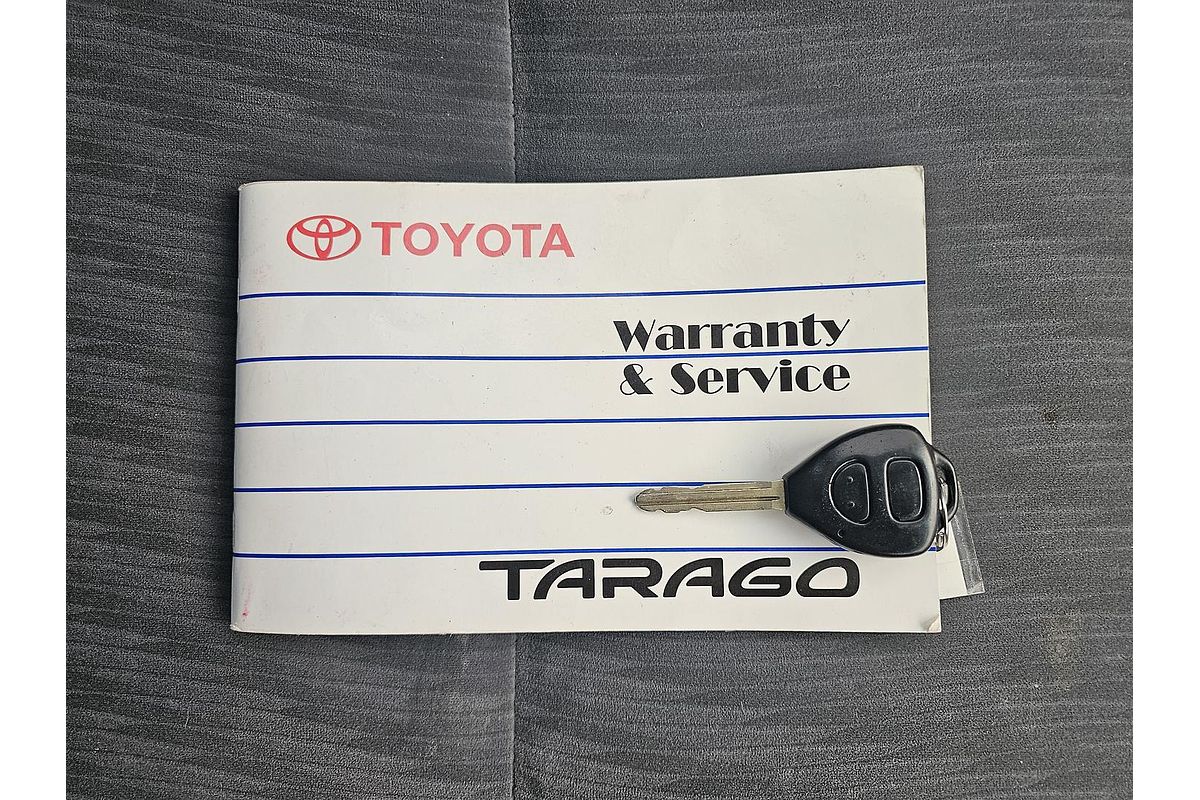 TOYOTA
Warranty
& Service
TARAGO